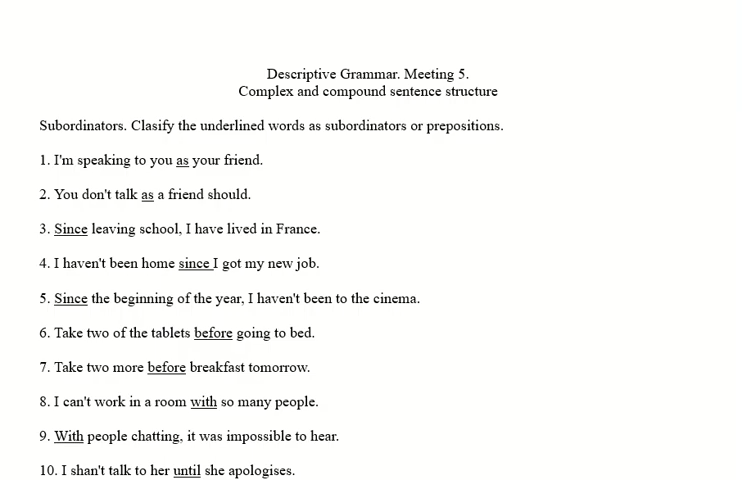 Descriptive Grammar. Meeting 5.
Complex and compound sentence structure
Subordinators. Clasify the underlined words as subordinators or prepositions.
1. I'm speaking to you as your friend.
2. You don't talk as a friend should.
3. Since leaving school, I have lived in France.
4. I haven't been home since I got my new job.
5. Since the beginning of the year, I haven't been to the cinema.
6. Take two of the tablets before going to bed.
7. Take two more before breakfast tomorrow.
8. I can't work in a room with so many people.
9. With people chatting, it was impossible to hear.
10. I shan't talk to her until she apologises.